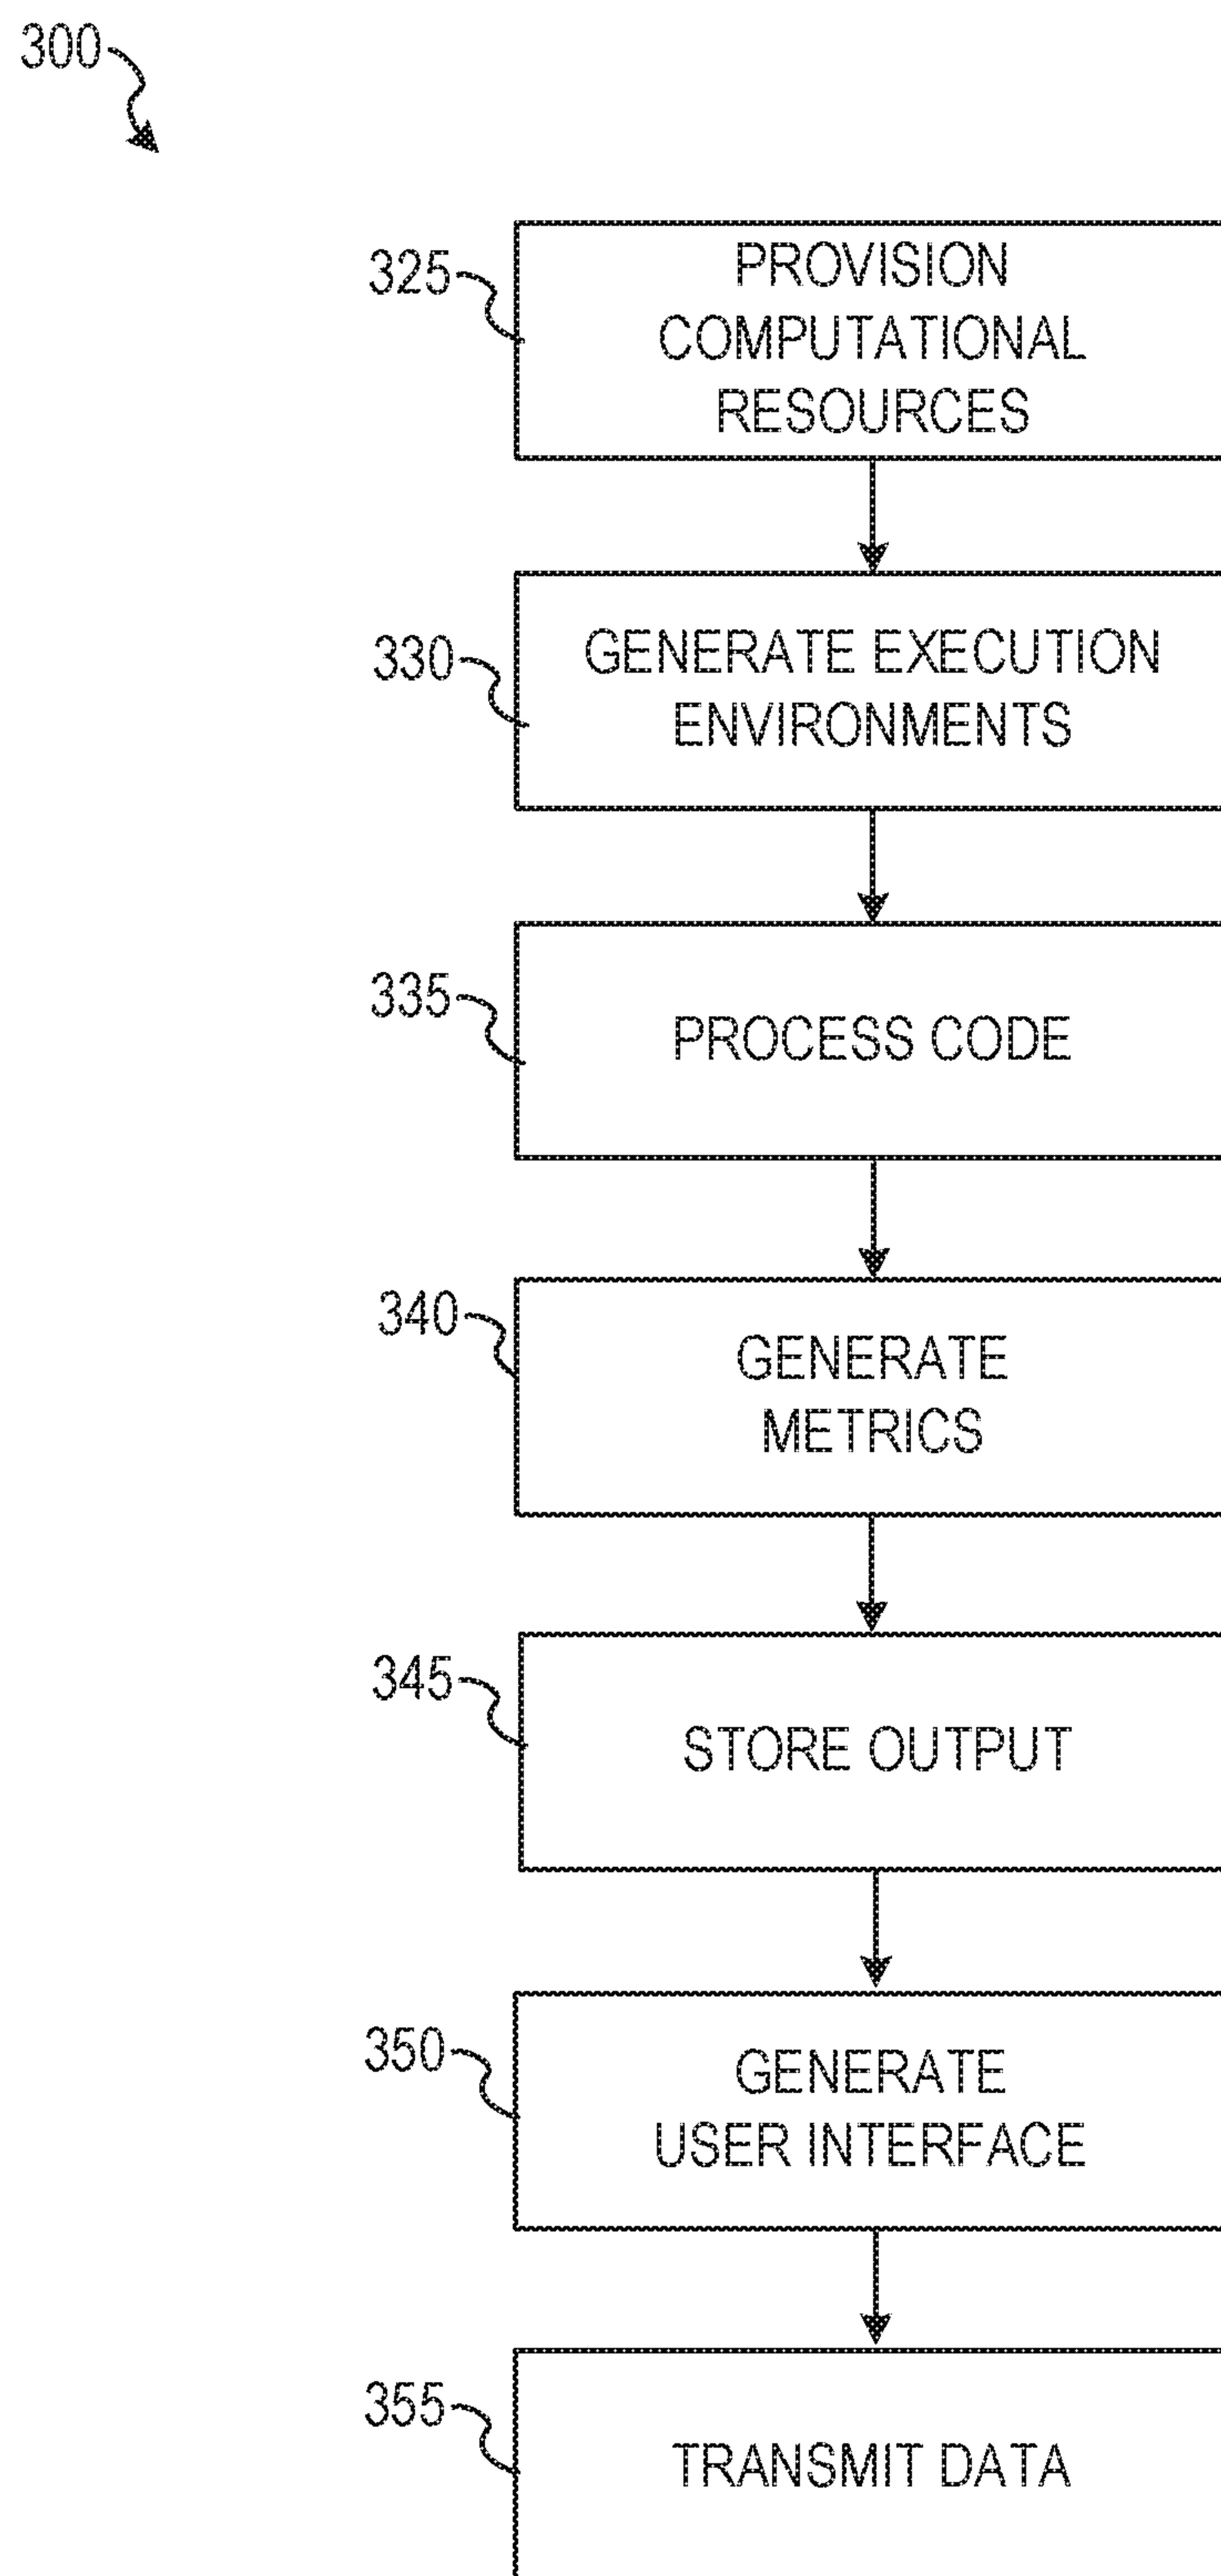 300
325
PROVISION
COMPUTATIONAL
RESOURCES
330
GENERATE EXECUTION
ENVIRONMENTS
335
PROCESS CODE
340
GENERATE
METRICS
345
STORE OUTPUT
350
GENERATE
USER INTERFACE
355
TRANSMIT DATA